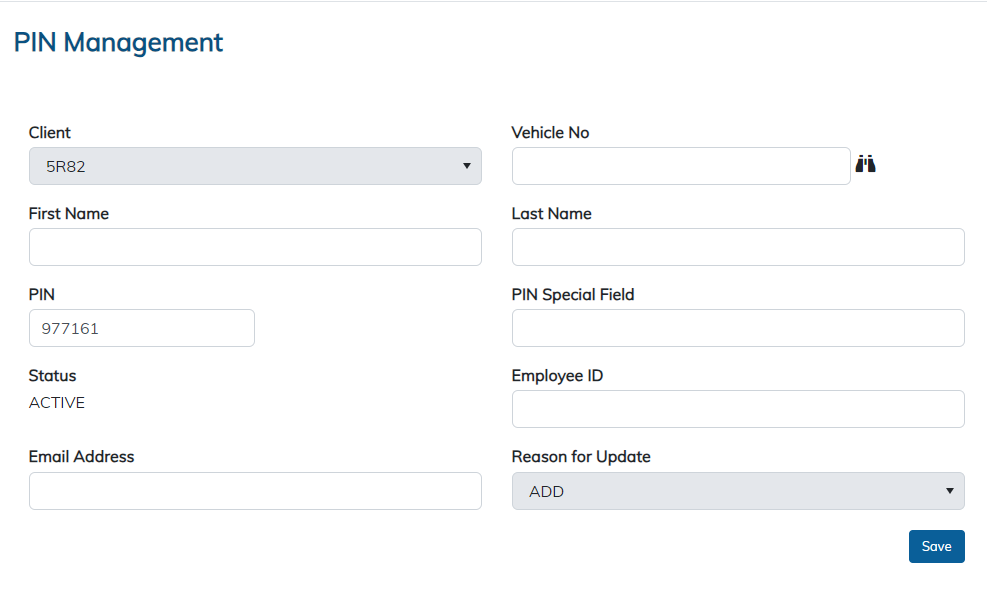 PIN Management
Client
Vehicle No
5R82
First Name
Last Name
PIN
PIN Special Field
977161
Status
Employee ID
ACTIVE
Email Address
Reason for Update
ADD
Save